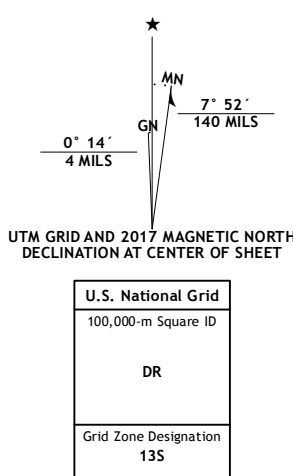 ★
MN
GN
7° 52´
140 MILS
0° 14´
4 MILS
UTM GRID AND 2017 MAGNETIC NORTH
DECLINATION AT CENTER OF SHEET
U.S. National Grid
100,000-m Square ID
DR
Grid Zone Designation
13S